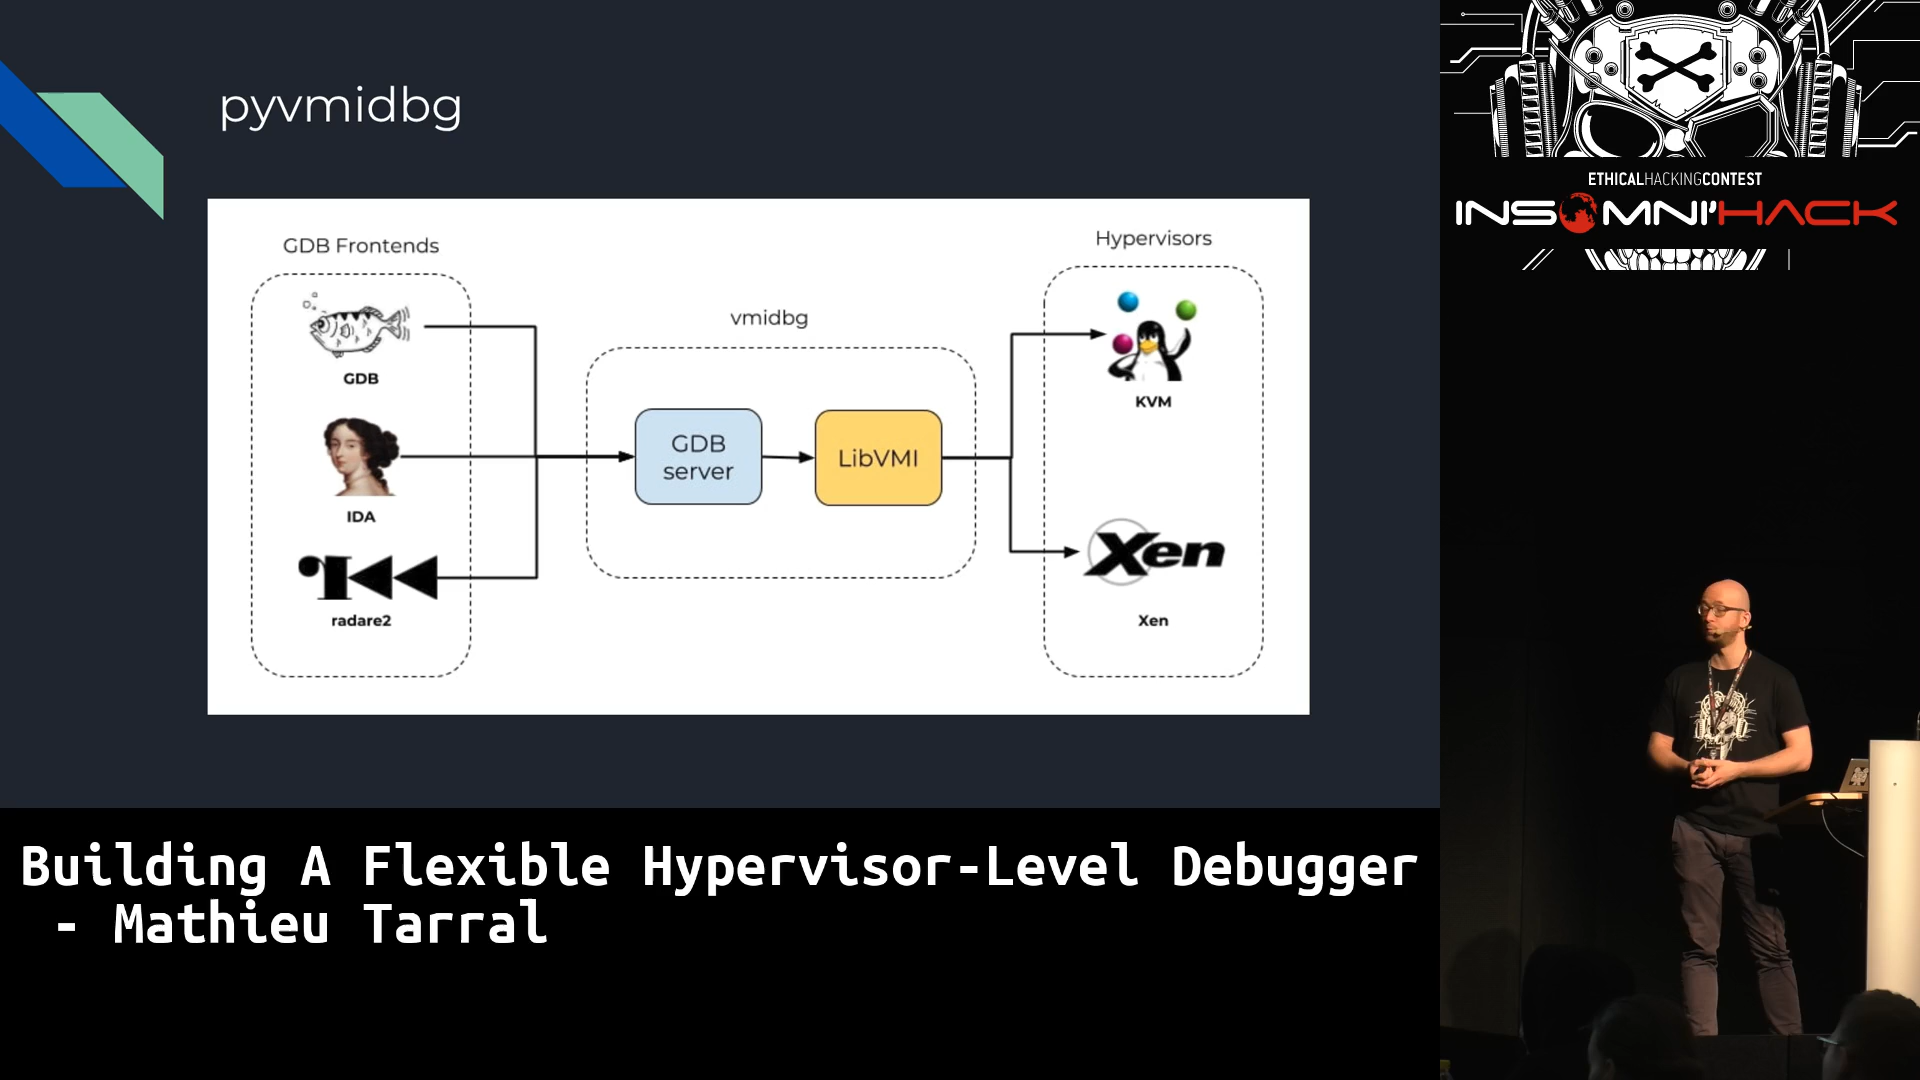 pyvmidbg
GDB Frontends
GDB
IDA
radare2
vmidbg
GDB
server
LibVMI
Hypervisors
KVM
Xen
Xen
ETHICALHACKINGCONTEST
INSOMNI'HACK
Building A Flexible Hypervisor-Level Debugger
- Mathieu Tarral